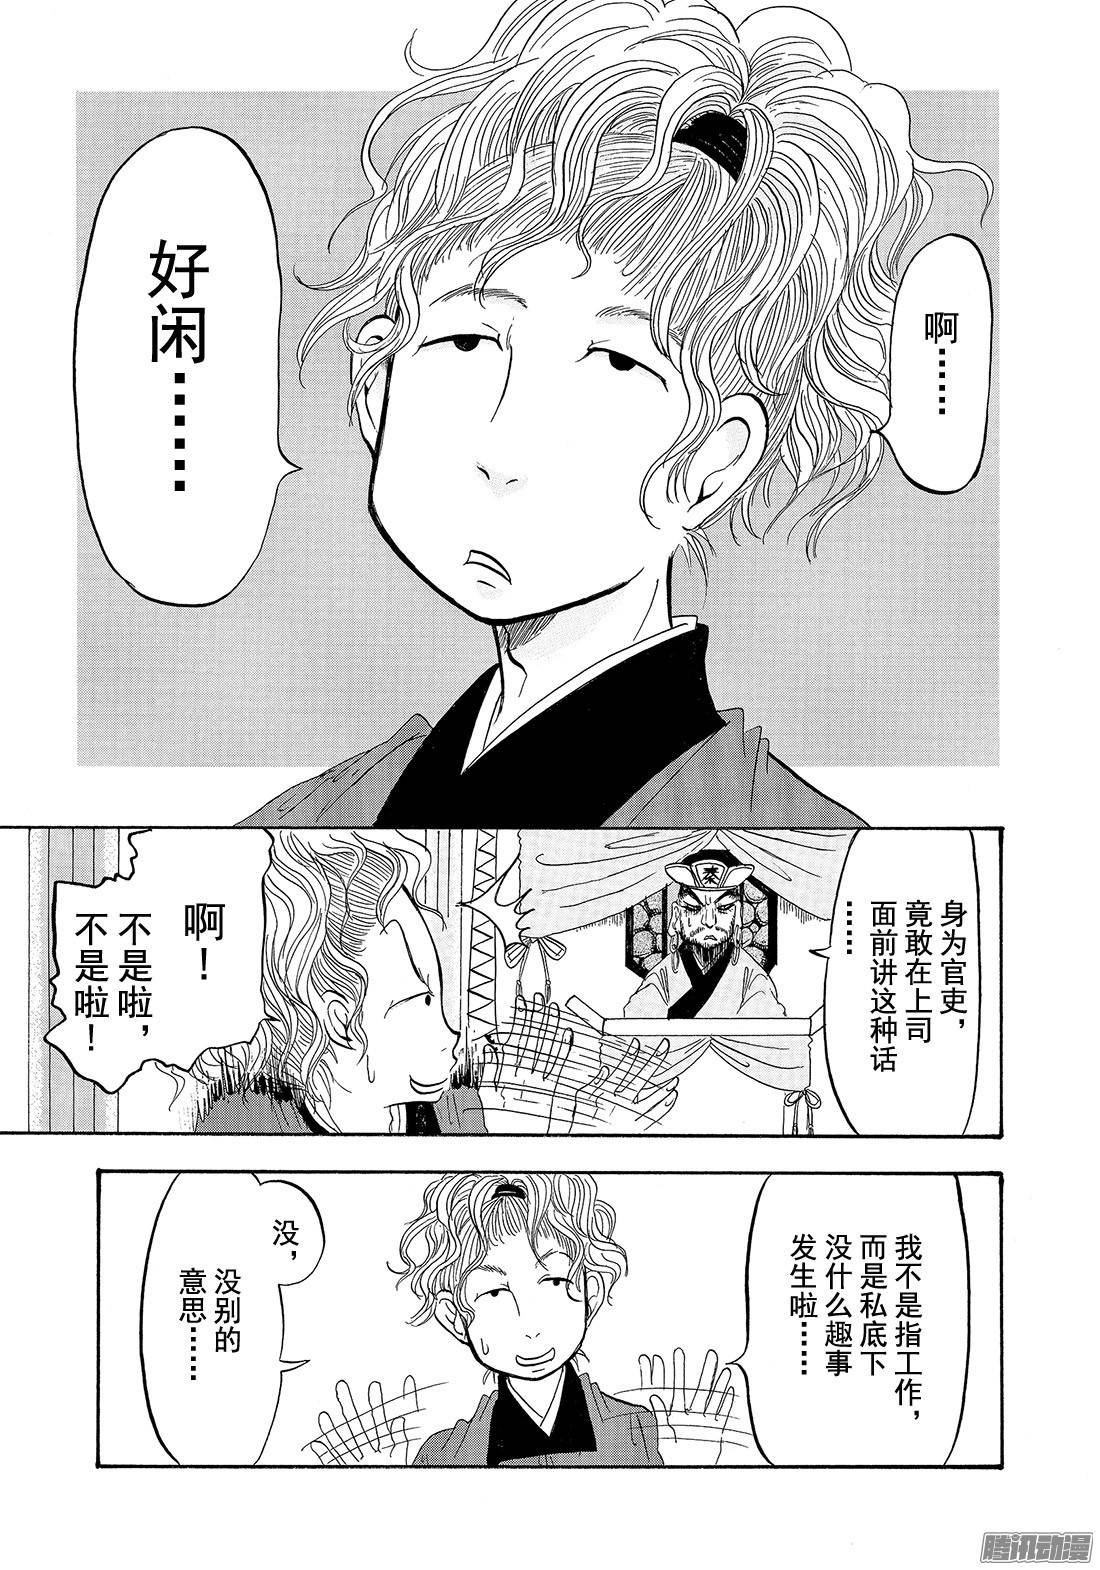 啊……
好闲……
泰
身为官吏，
竟敢在上司
面前讲这种话
……
啊！
不是啦，
不是啦！
我不是指工作，
而是私底下
没什么趣事
发生啦……
没，
没别的
意思……
腾讯动漫